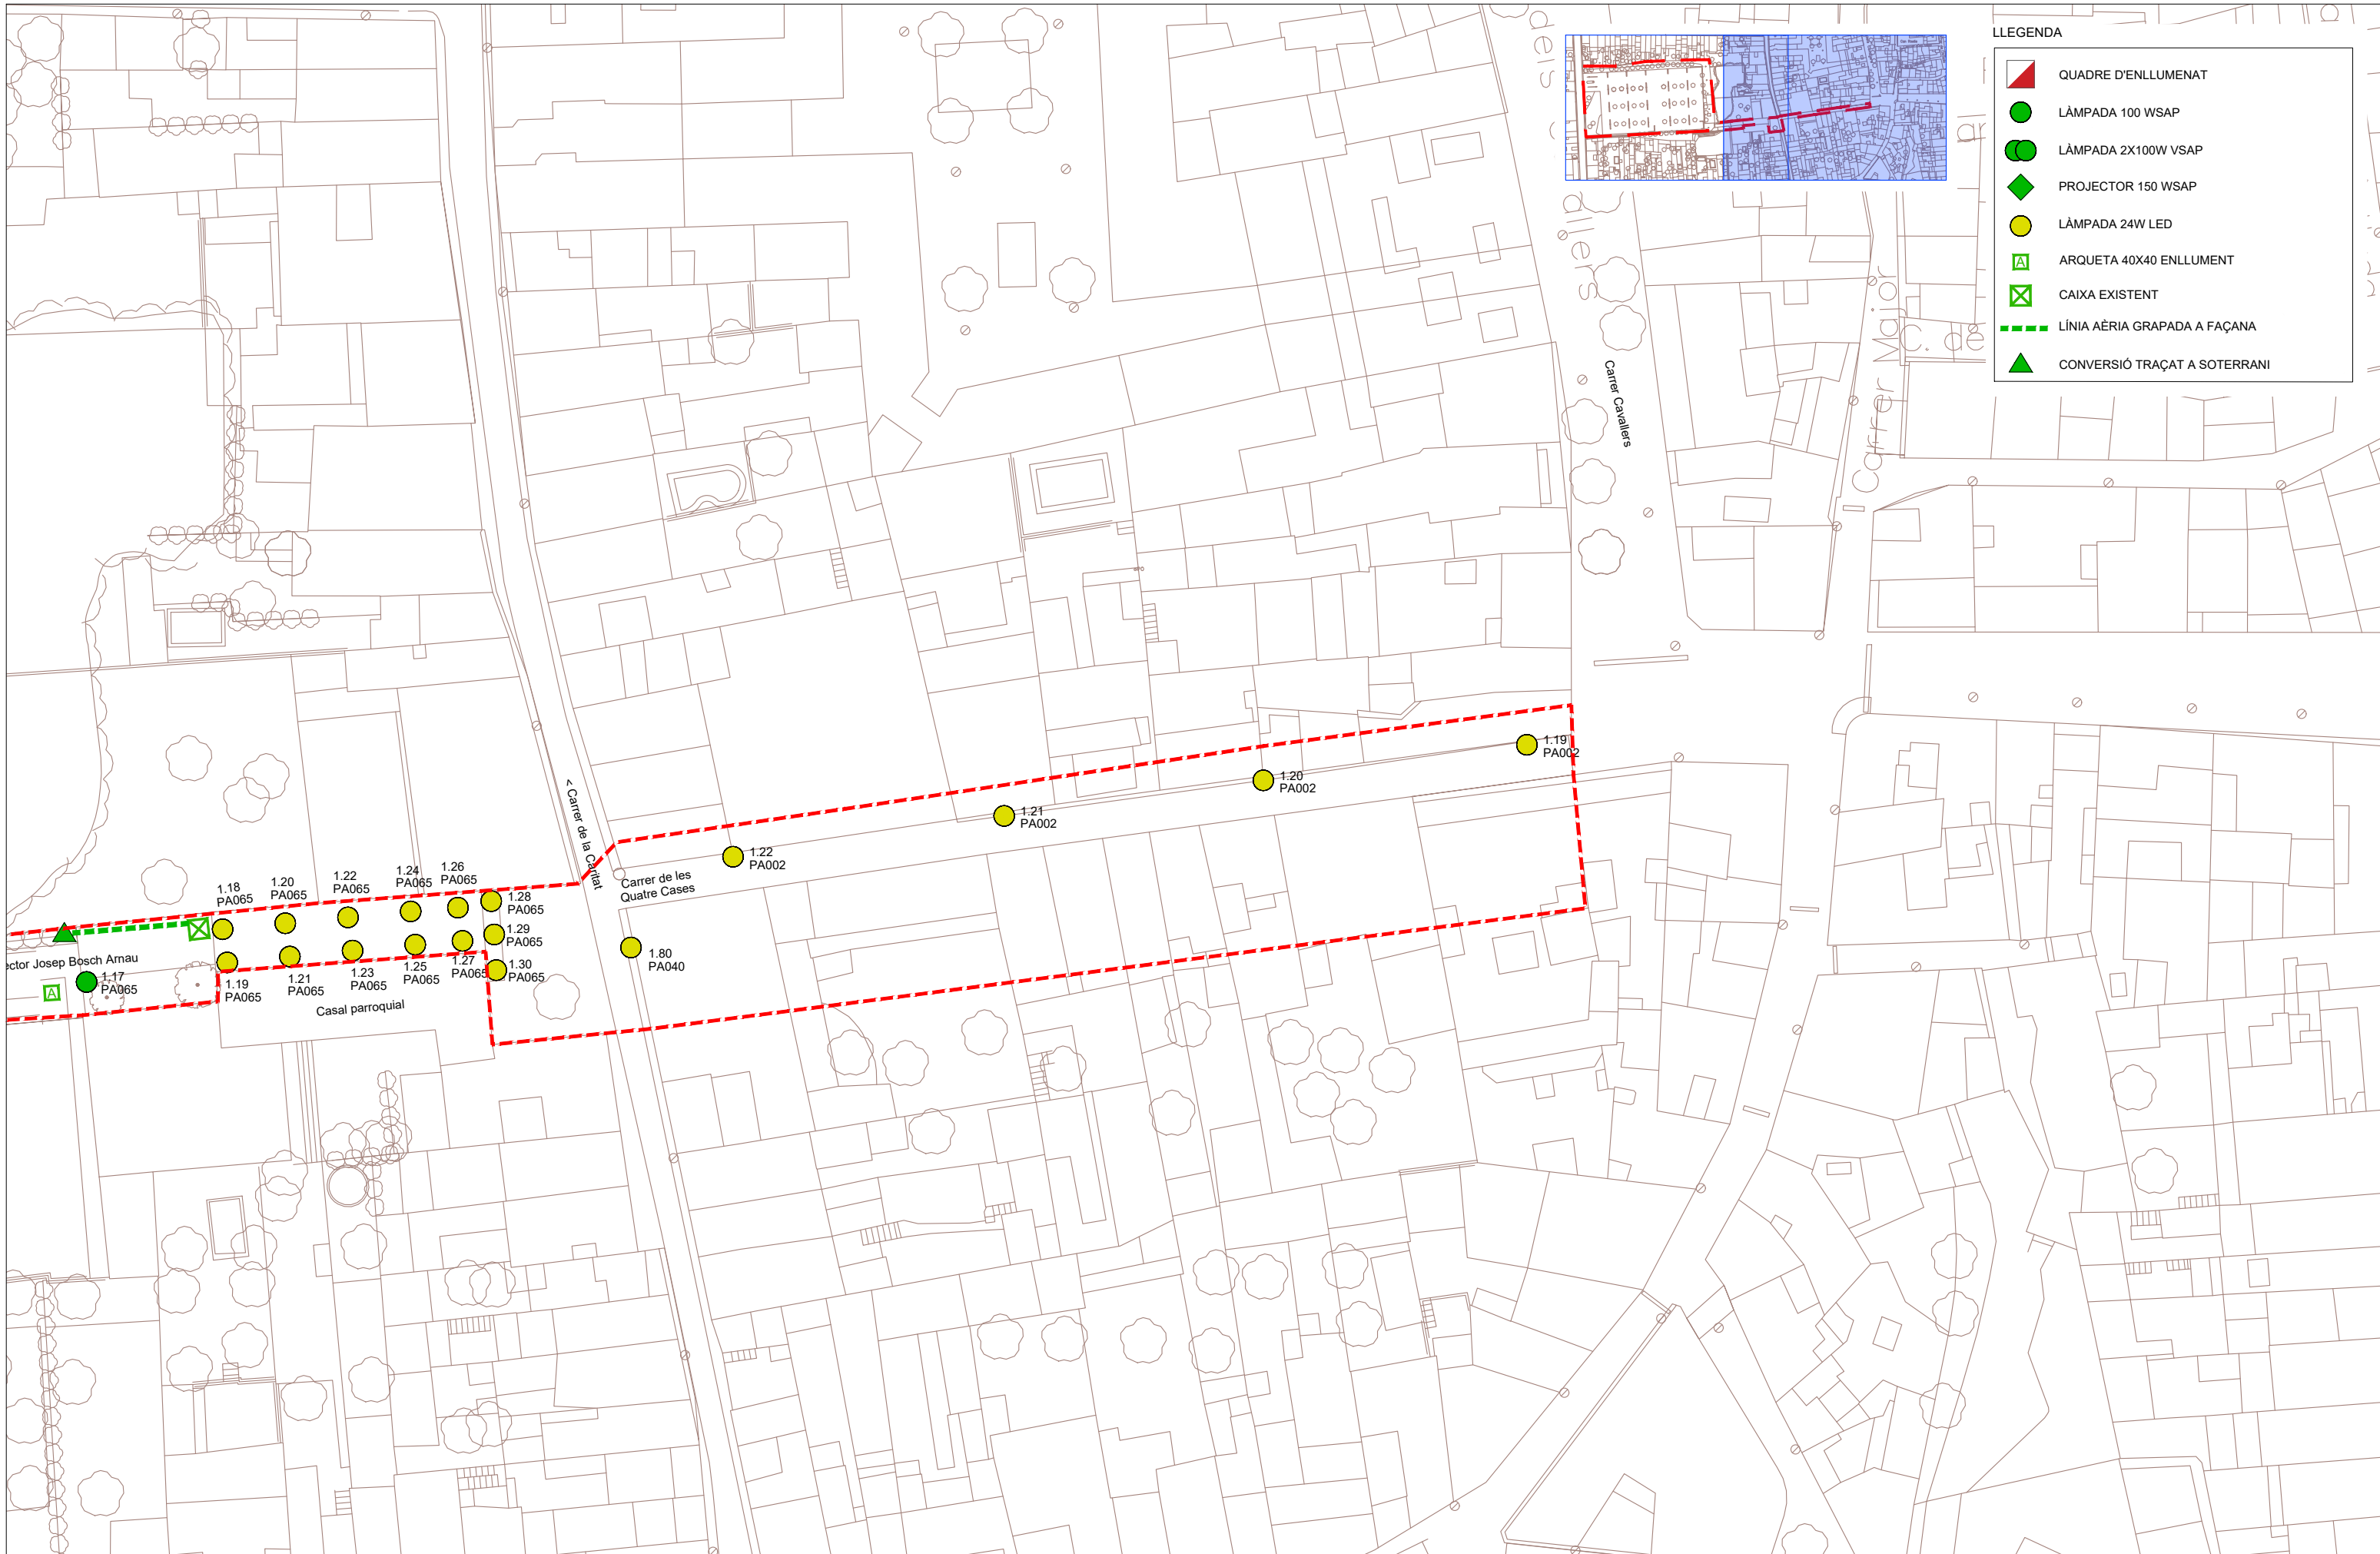 LLEGENDA
QUADRE D'ENLLUMENAT
LÀMPADA 100 WSAP
LÀMPADA 2X100W VSAP
PROJECTOR 150 WSAP
LÀMPADA 24W LED
A
ARQUETA 40X40 ENLLUMENT
CAIXA EXISTENT
LÍNIA AÈRIA GRAPADA A FAÇANA
CONVERSIÓ TRAÇAT A SOTERRANI
Carrer Cavallers
Carrer
Major
C. de
1.19
PA002
1.20
PA002
1.21
PA002
1.22
PA002
< Carrer de la Caritat
Carrer de les
Quatre Cases
1.18
PA065
1.20
PA065
1.22
PA065
1.24
PA065
1.26
PA065
1.28
PA065
1.29
PA065
1.30
PA065
1.80
PA040
ector Josep Bosch Arnau
1.17
PA065
A
1.19
PA065
1.21
PA065
1.23
PA065
1.25
PA065
1.27
PA065
Casal parroquial